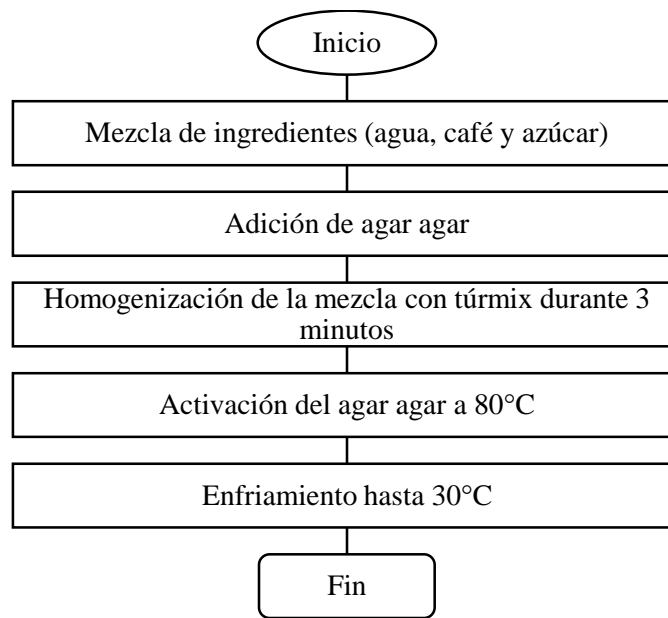 Inicio
Mezcla de ingredientes (agua, café y azúcar)
Adición de agar agar
Homogenización de la mezcla con túrmix durante 3
minutos
Activación del agar agar a 80°C
Enfriamiento hasta 30°C
Fin